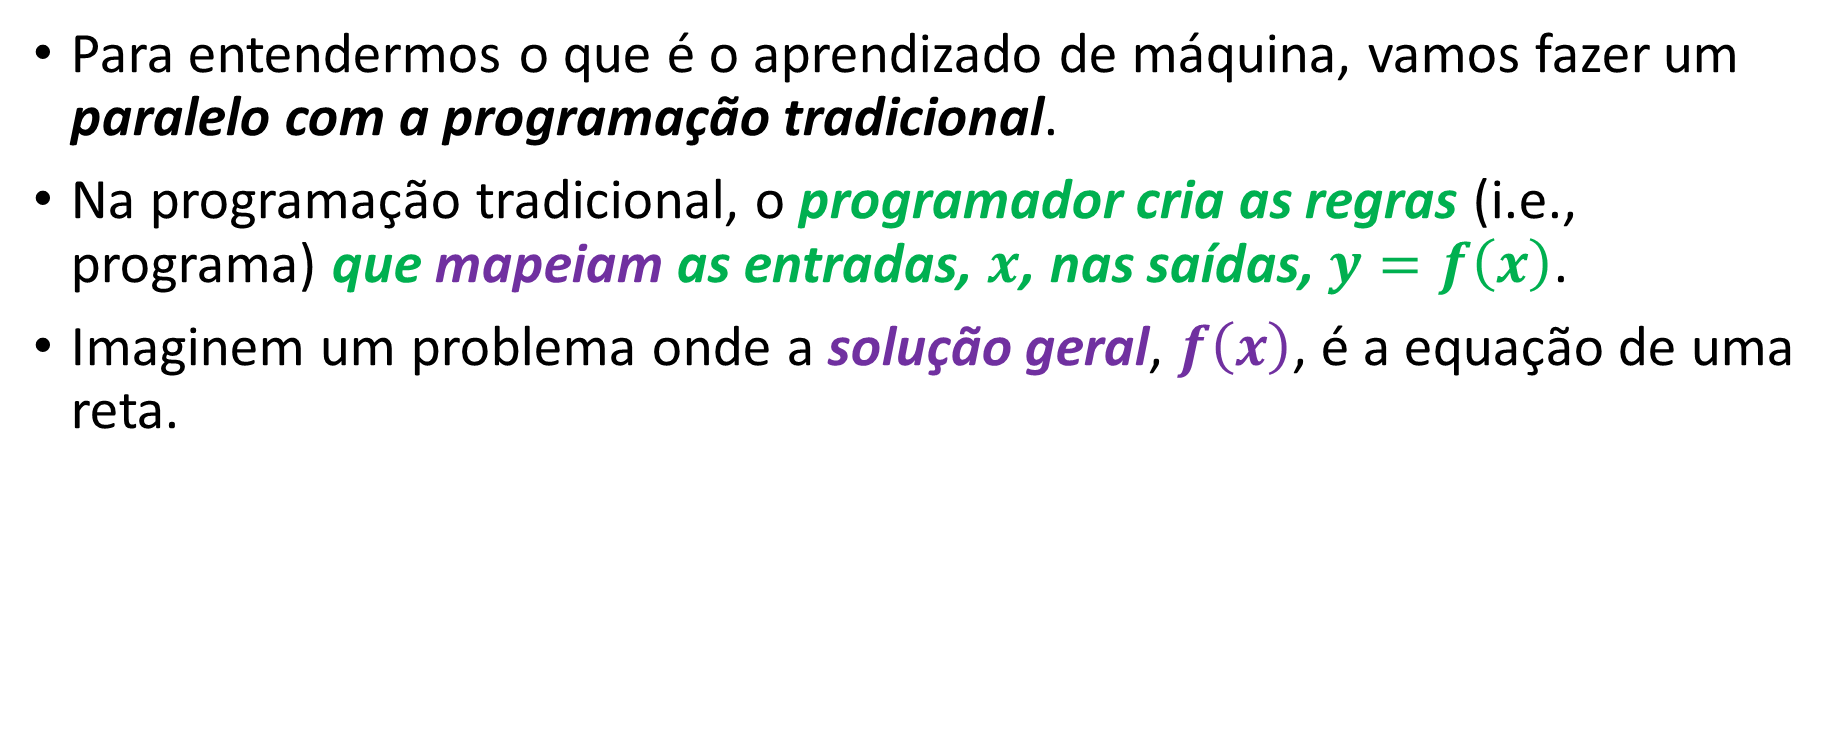 • Para entendermos o que é o aprendizado de máquina, vamos fazer um
paralelo com a programação tradicional.
• Na programação tradicional, o programador cria as regras (i.e.,
programa) que mapeiam as entradas, x, nas saídas, y = f(x).
• Imaginem um problema onde a solução geral, f(x), é a equação de uma
reta.